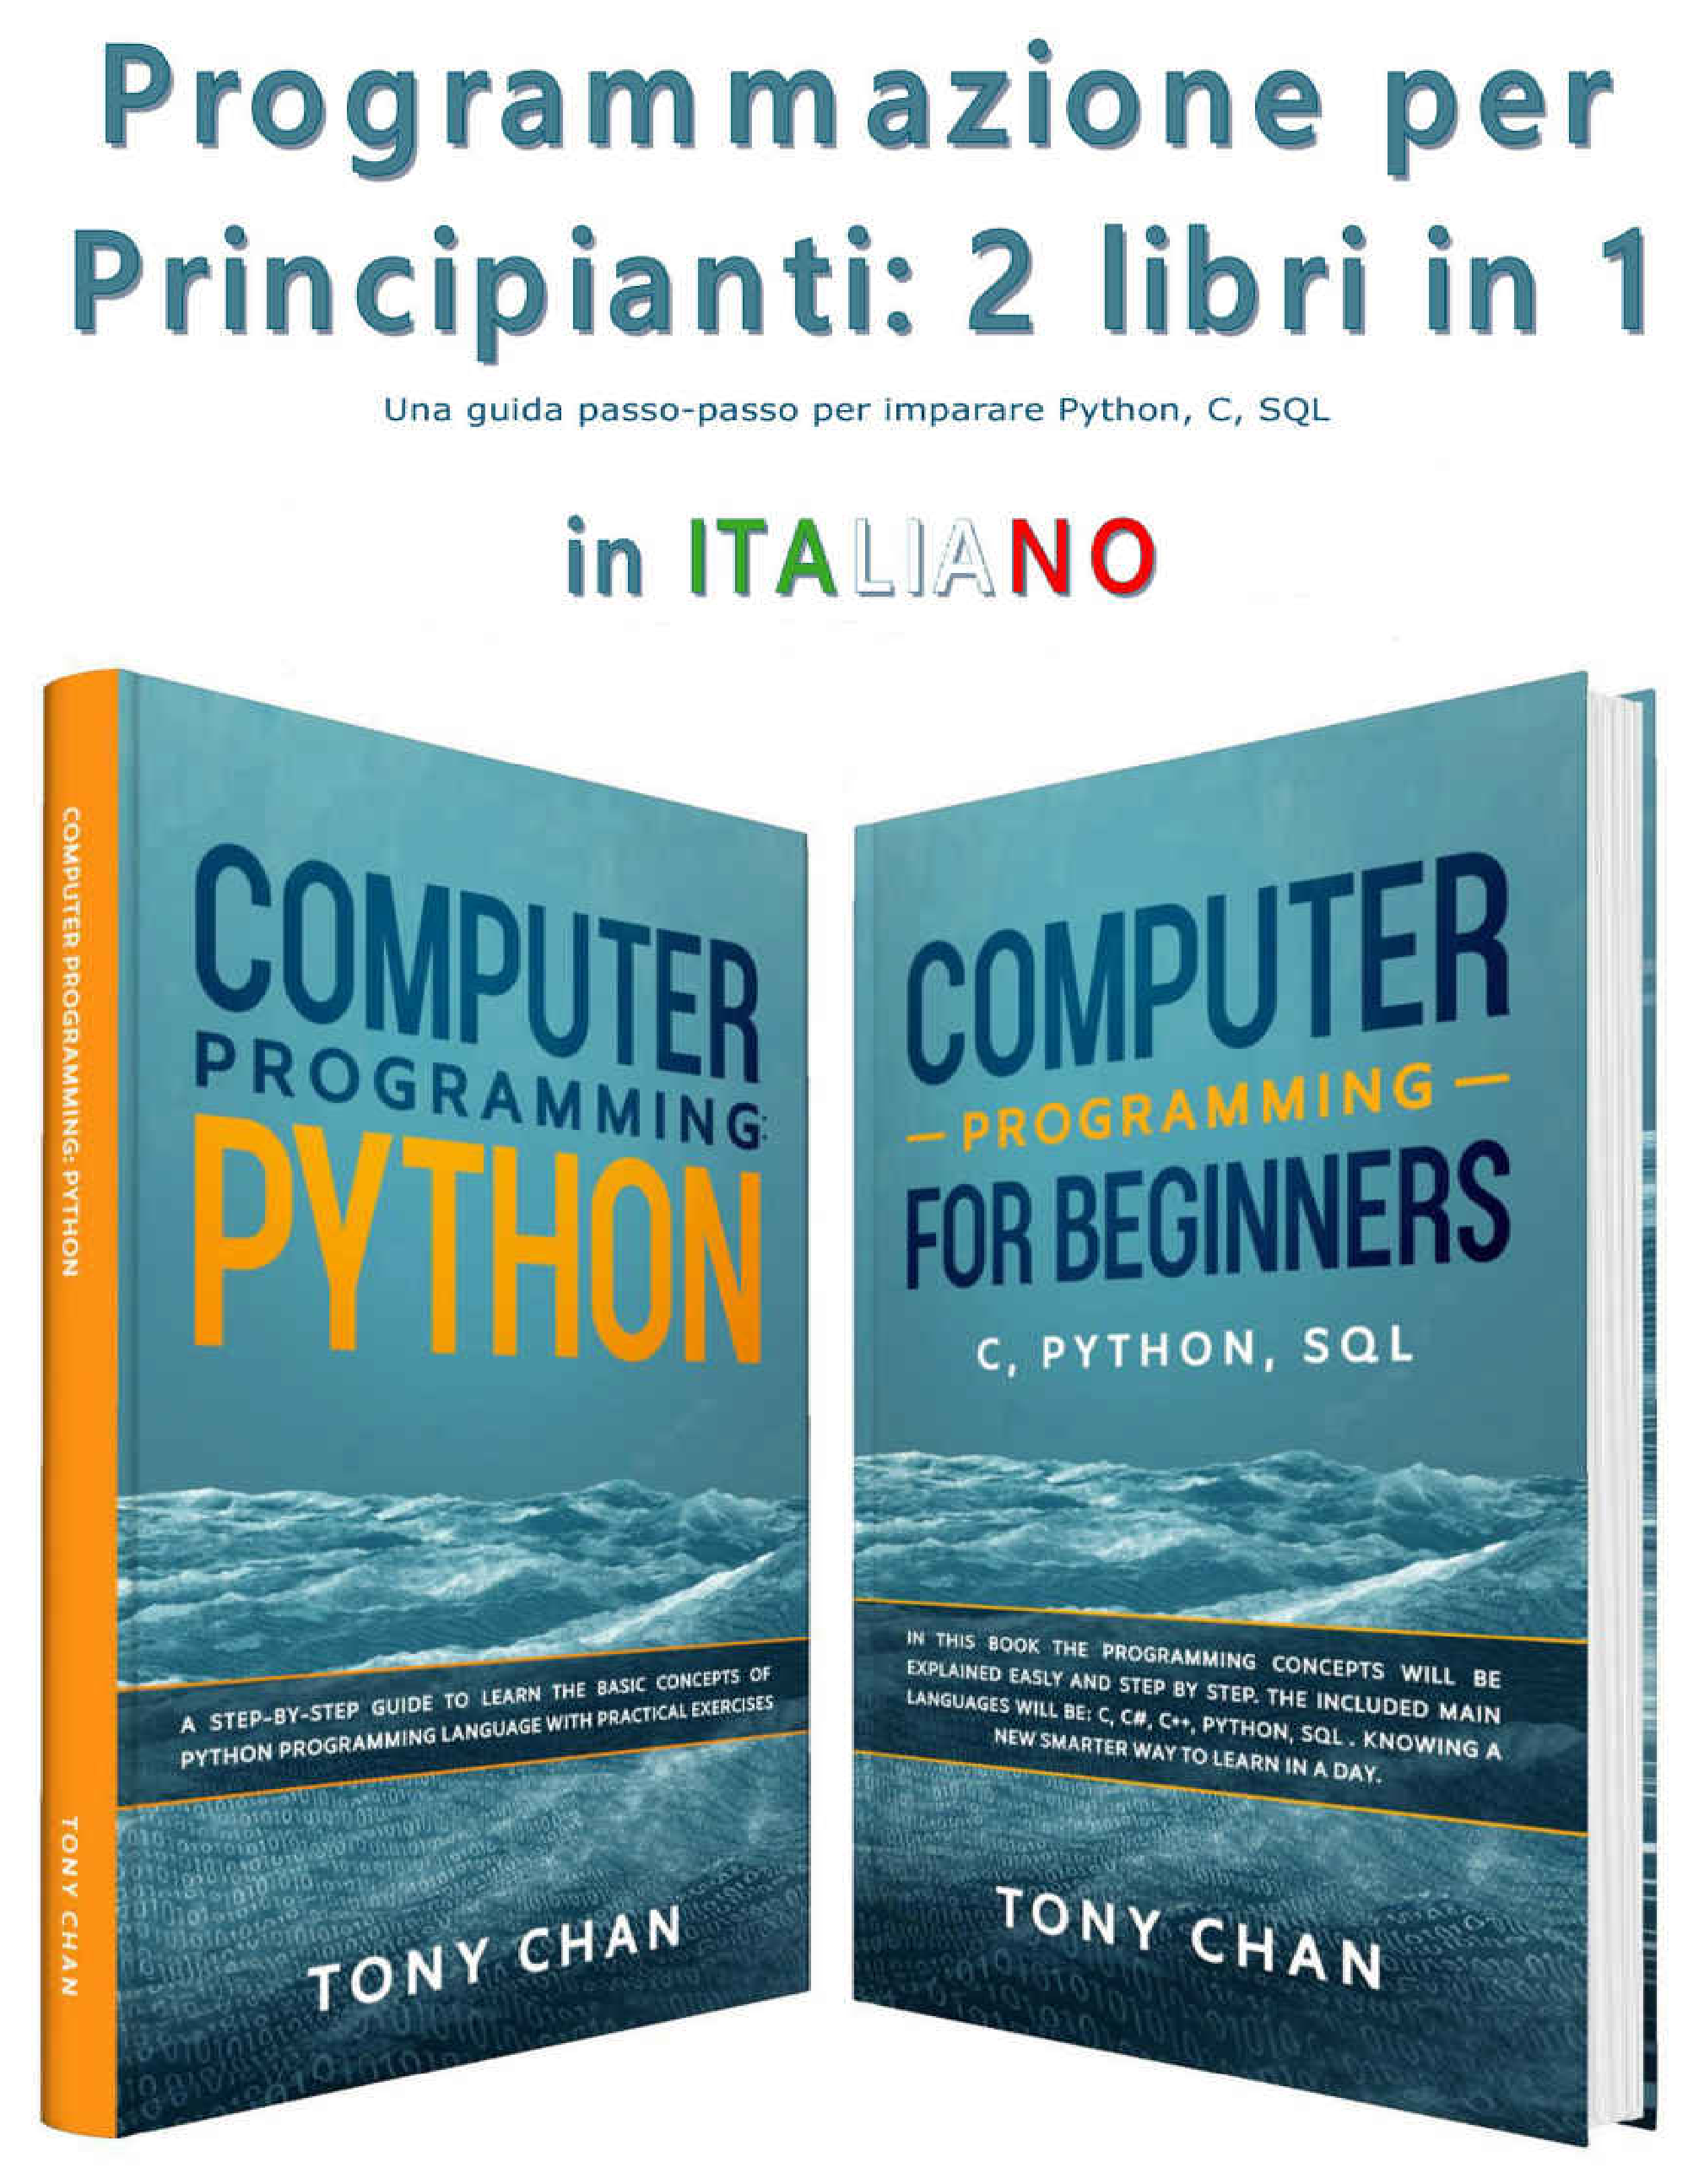 Programmazione per
Principianti: 2 libri in 1
Una guida passo-passo per imparare Python, C, SQL
in ITALIANO
COMPUTER PROGRAMMING: PYTHON
TONY CHAN
COMPUTER
PROGRAMMING:
PYTHON
A STEP-BY-STEP GUIDE TO LEARN THE BASIC CONCEPTS OF
PYTHON PROGRAMMING LANGUAGE WITH PRACTICAL EXERCISES
TONY CHAN
COMPUTER
— PROGRAMMING —
FOR BEGINNERS
C, PYTHON, SQL
IN THIS BOOK THE PROGRAMMING CONCEPTS WILL BE
EXPLAINED EASLY AND STEP BY STEP. THE INCLUDED MAIN
LANGUAGES WILL BE: C, C#, C++, PYTHON, SQL . KNOWING A
NEW SMARTER WAY TO LEARN IN A DAY.
TONY CHAN